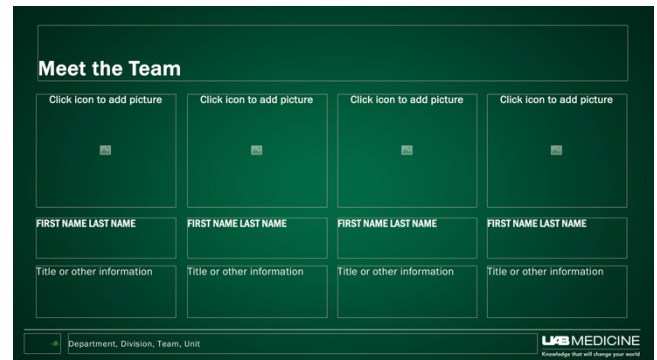 Meet the Team
Click icon to add picture
Click icon to add picture
Click icon to add picture
Click icon to add picture
FIRST NAME LAST NAME
FIRST NAME LAST NAME
FIRST NAME LAST NAME
FIRST NAME LAST NAME
Title or other information
Title or other information
Title or other information
Title or other information
Department, Division, Team, Unit
UAB MEDICINE
Knowledge that will change your world